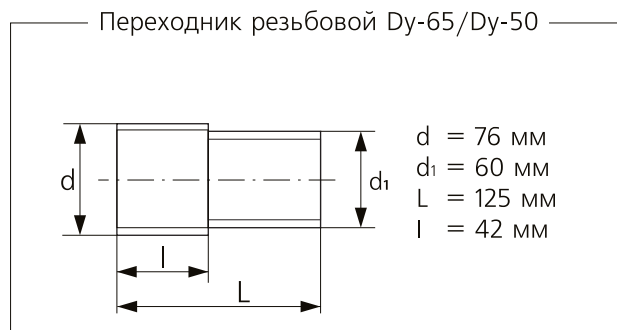 Переходник резьбовой Dy-65/Dy-50
d = 76 мм
d₁ = 60 мм
L = 125 мм
l = 42 мм
d
d₁
l
L